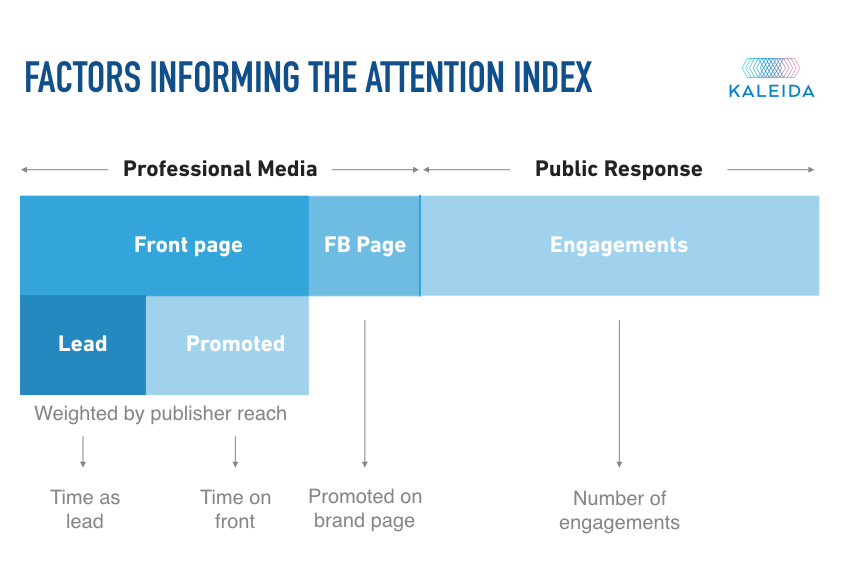 FACTORS INFORMING THE ATTENTION INDEX
KALEIDA
Professional Media
Public Response
Front page
FB Page
Engagements
Lead
Promoted
Weighted by publisher reach
Time as
lead
Time on
front
Promoted on
brand page
Number of
engagements